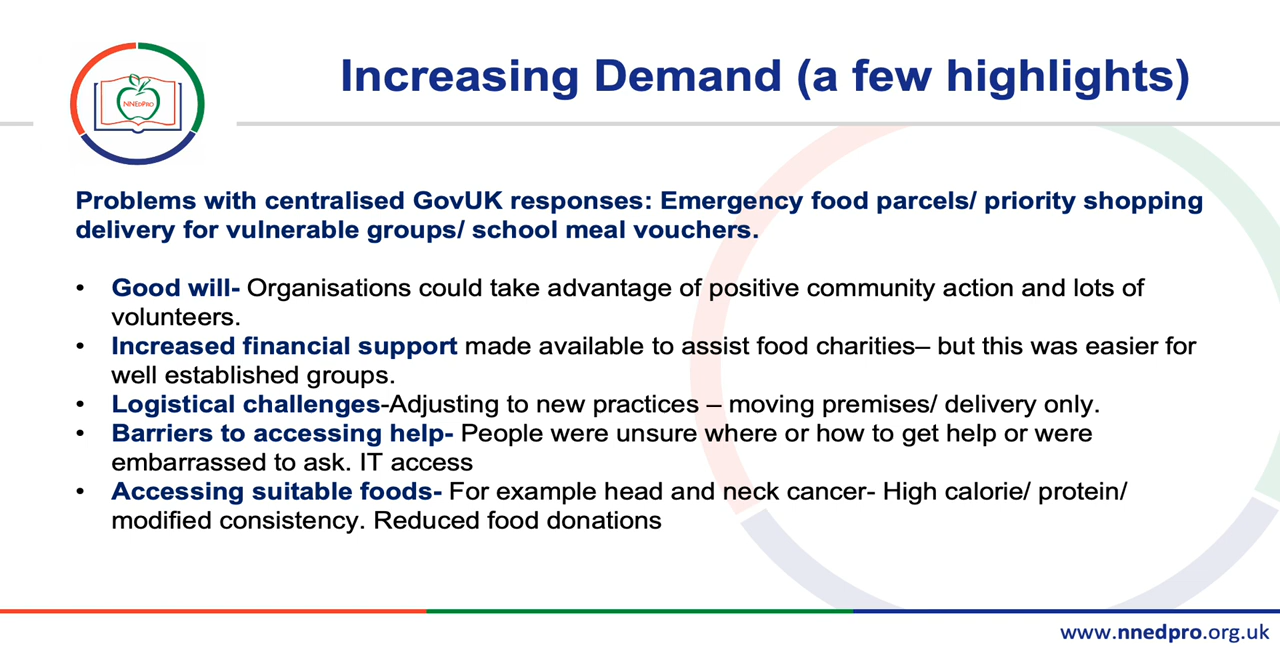 Increasing Demand (a few highlights)
NNEdPro
Problems with centralised GovUK responses: Emergency food parcels/ priority shopping
delivery for vulnerable groups/ school meal vouchers.
• Good will- Organisations could take advantage of positive community action and lots of
volunteers.
• Increased financial support made available to assist food charities– but this was easier for
well established groups.
• Logistical challenges-Adjusting to new practices – moving premises/ delivery only.
• Barriers to accessing help- People were unsure where or how to get help or were
embarrassed to ask. IT access
• Accessing suitable foods- For example head and neck cancer- High calorie/ protein/
modified consistency. Reduced food donations
www.nnedpro.org.uk